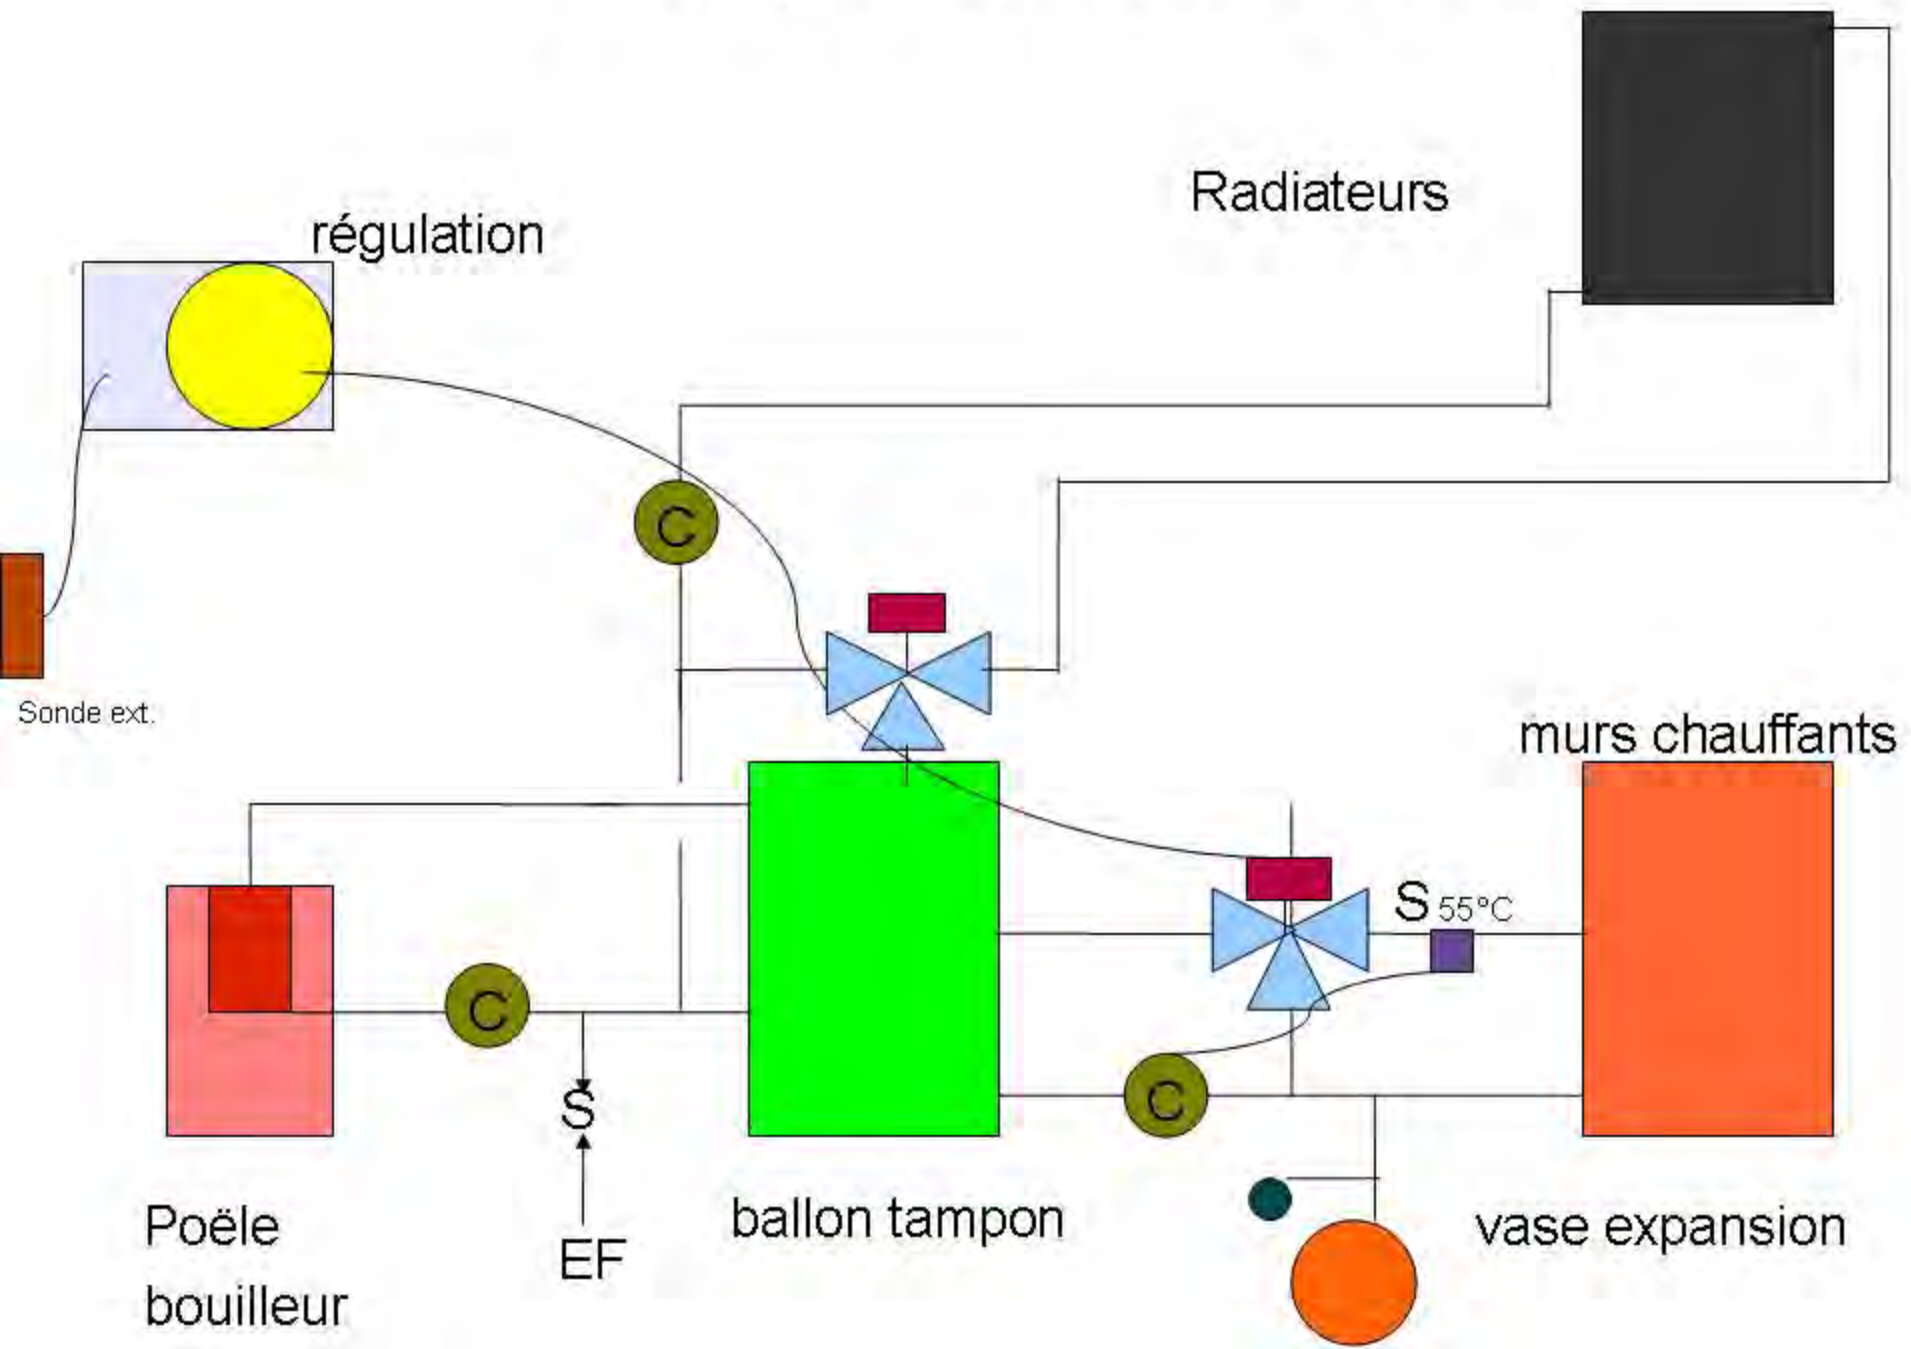 Radiateurs
régulation
C
Sonde ext.
murs chauffants
S 55°C
C
C
S
EF
Poële
bouilleur
ballon tampon
vase expansion